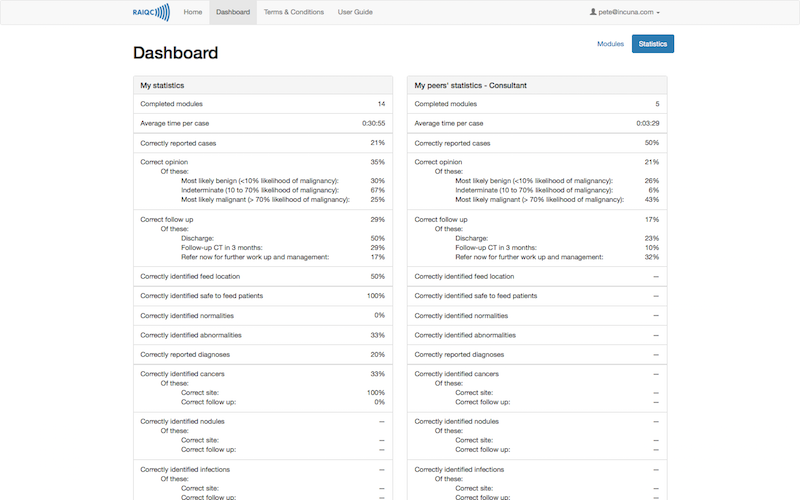 RAIQC Home Dashboard Terms & Conditions User Guide pete@incuna.com
Dashboard
Modules Statistics
My statistics
Completed modules 14
Average time per case 0:30:55
Correctly reported cases 21%
Correct opinion 35%
Of these:
Most likely benign (<10% likelihood of malignancy): 30%
Indeterminate (10 to 70% likelihood of malignancy): 67%
Most likely malignant (> 70% likelihood of malignancy): 25%
Correct follow up 29%
Of these:
Discharge: 50%
Follow-up CT in 3 months: 29%
Refer now for further work up and management: 17%
Correctly identified feed location 50%
Correctly identified safe to feed patients 100%
Correctly identified normalities 0%
Correctly identified abnormalities 33%
Correctly reported diagnoses 20%
Correctly identified cancers 33%
Of these:
Correct site: 100%
Correct follow up: 0%
Correctly identified nodules —
Of these:
Correct site: —
Correct follow up: —
Correctly identified infections —
Of these:
Correct site: —
Correct follow up: —
My peers' statistics - Consultant
Completed modules 5
Average time per case 0:03:29
Correctly reported cases 50%
Correct opinion 21%
Of these:
Most likely benign (<10% likelihood of malignancy): 26%
Indeterminate (10 to 70% likelihood of malignancy): 6%
Most likely malignant (> 70% likelihood of malignancy): 43%
Correct follow up 17%
Of these:
Discharge: 23%
Follow-up CT in 3 months: 10%
Refer now for further work up and management: 32%
Correctly identified feed location —
Correctly identified safe to feed patients —
Correctly identified normalities —
Correctly identified abnormalities —
Correctly reported diagnoses —
Correctly identified cancers —
Of these:
Correct site: —
Correct follow up: —
Correctly identified nodules —
Of these:
Correct site: —
Correct follow up: —
Correctly identified infections —
Of these:
Correct site: —
Correct follow up: —